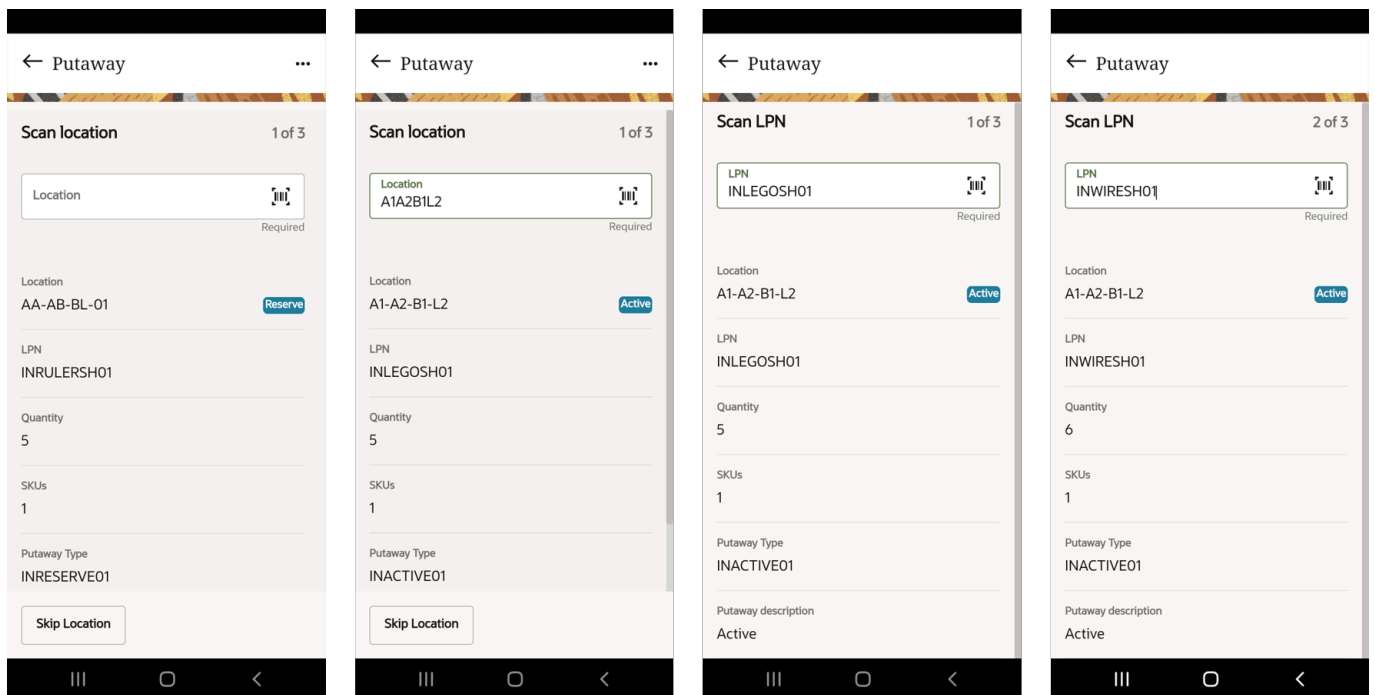 Putaway
Scan location 1 of 3
Location
Required
Location
AA-AB-BL-01 Reserve
LPN
INRULERSH01
Quantity
5
SKUs
1
Putaway Type
INRESERVE01
Skip Location
Putaway
Scan location 1 of 3
Location
A1A2B1L2
Required
Location
A1-A2-B1-L2 Active
LPN
INLEGOSH01
Quantity
5
SKUs
1
Putaway Type
INACTIVE01
Skip Location
Putaway
Scan LPN 1 of 3
LPN
INLEGOSH01
Required
Location
A1-A2-B1-L2 Active
LPN
INLEGOSH01
Quantity
5
SKUs
1
Putaway Type
INACTIVE01
Putaway description
Active
Putaway
Scan LPN 2 of 3
LPN
INWIRESH01
Required
Location
A1-A2-B1-L2 Active
LPN
INWIRESH01
Quantity
6
SKUs
1
Putaway Type
INACTIVE01
Putaway description
Active